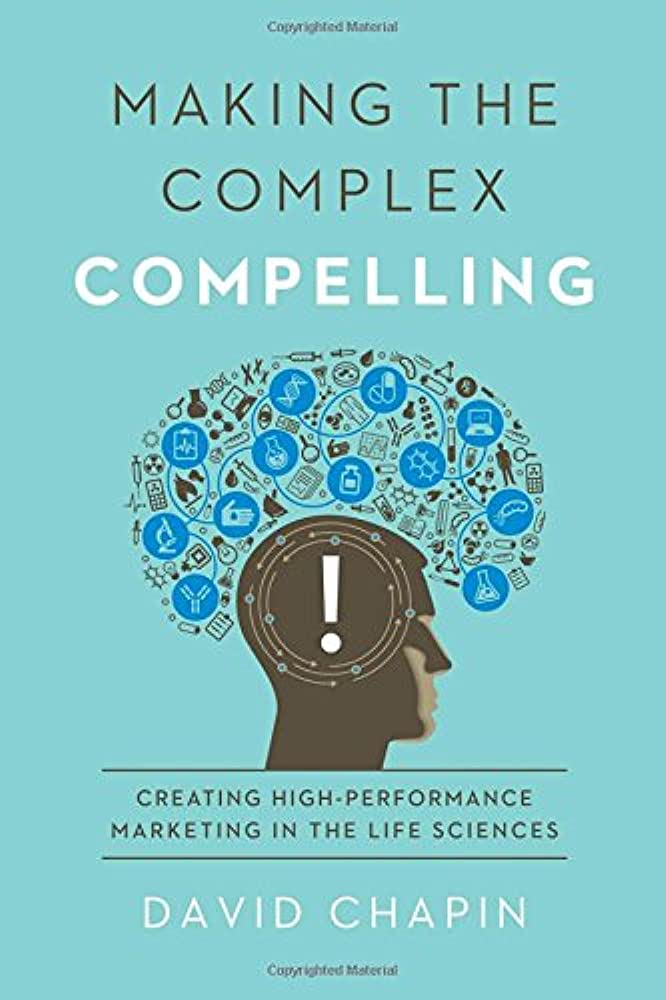 Copyrighted Material
MAKING THE
COMPLEX
COMPELLING
!
CREATING HIGH-PERFORMANCE
MARKETING IN THE LIFE SCIENCES
DAVID CHAPIN
Copyrighted Material